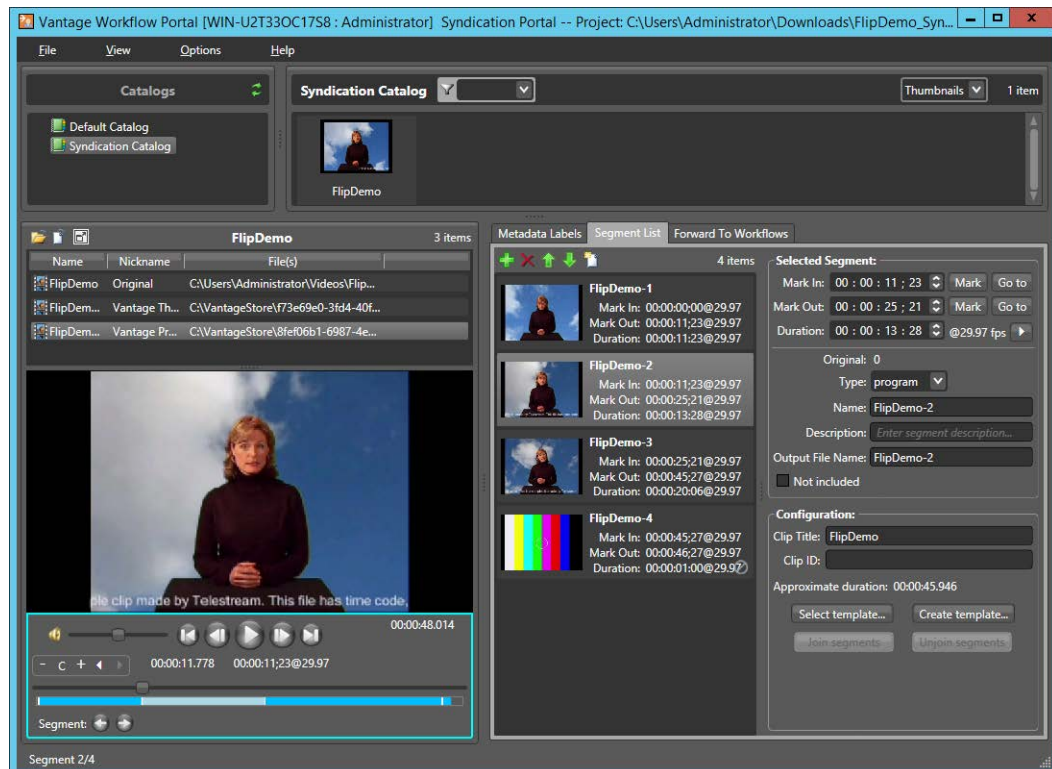 Vantage Workflow Portal [WIN-U2T33OC17S8 : Administrator] Syndication Portal -- Project: C:\Users\Administrator\Downloads\FlipDemo_Syn...
File View Options Help
Catalogs
Default Catalog
Syndication Catalog
Syndication Catalog
Thumbnails
1 item
FlipDemo
FlipDemo
3 items
Name Nickname File(s)
FlipDemo Original C:\Users\Administrator\Videos\Flip...
FlipDem... Vantage Th... C:\VantageStore\f73e69e0-3fd4-40f...
FlipDem... Vantage Pr... C:\VantageStore\8fef06b1-6987-4e...
ple clip made by Telestream. This file has time code,
00:00:48.014
- C +
00:00:11.778 00:00:11;23@29.97
Segment:
Segment 2/4
Metadata Labels Segment List Forward To Workflows
4 items
FlipDemo-1
Mark In: 00:00:00;00@29.97
Mark Out: 00:00:11;23@29.97
Duration: 00:00:11:23@29.97
FlipDemo-2
Mark In: 00:00:11;23@29.97
Mark Out: 00:00:25;21@29.97
Duration: 00:00:13:28@29.97
FlipDemo-3
Mark In: 00:00:25;21@29.97
Mark Out: 00:00:45;27@29.97
Duration: 00:00:20:06@29.97
FlipDemo-4
Mark In: 00:00:45;27@29.97
Mark Out: 00:00:46;27@29.97
Duration: 00:00:01:00@29.97
Selected Segment:
Mark In: 00 : 00 : 11 ; 23 Mark Go to
Mark Out: 00 : 00 : 25 ; 21 Mark Go to
Duration: 00 : 00 : 13 : 28 @29.97 fps
Original: 0
Type: program
Name: FlipDemo-2
Description: Enter segment description...
Output File Name: FlipDemo-2
Not included
Configuration:
Clip Title: FlipDemo
Clip ID:
Approximate duration: 00:00:45.946
Select template... Create template...
Join segments Unjoin segments